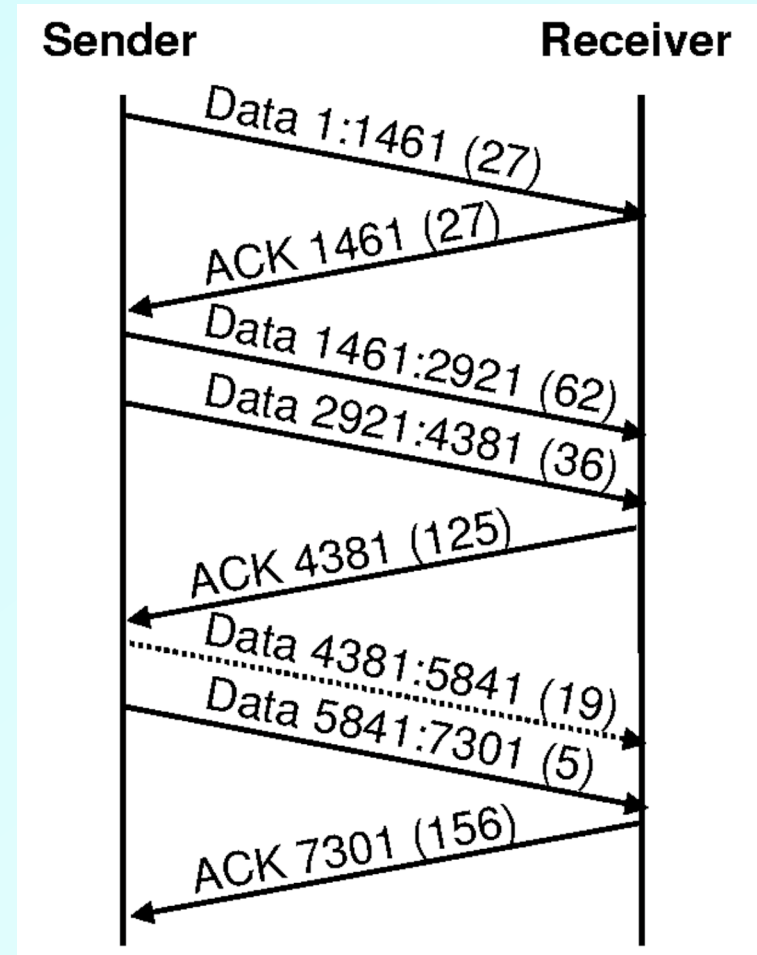 Sender Receiver
Data 1:1461 (27)
ACK 1461 (27)
Data 1461:2921 (62)
Data 2921:4381 (36)
ACK 4381 (125)
Data 4381:5841 (19)
Data 5841:7301 (5)
ACK 7301 (156)